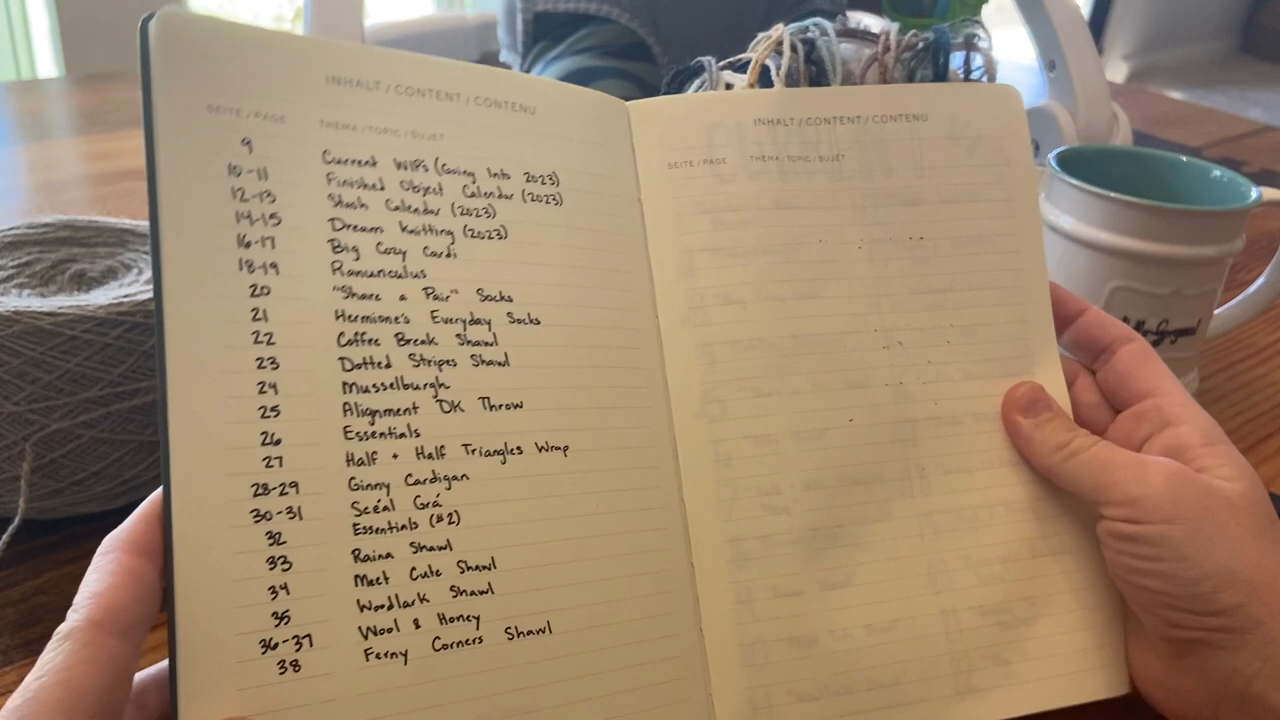 INHALT / CONTENT / CONTENU
SEITE / PAGE THEMA / TOPIC / SUJET
9 Current WIPs (Going Into 2023)
10-11 Finished Object Calendar (2023)
12-13 Stash Calendar (2023)
14-15 Dream Knitting (2023)
16-17 Big Cozy Cardi
18-19 Ranunculus
20 "Share a Pair" Socks
21 Hermione's Everyday Socks
22 Coffee Break Shawl
23 Dotted Stripes Shawl
24 Musselburgh
25 Alignment DK Throw
26 Essentials
27 Half + Half Triangles Wrap
28-29 Ginny Cardigan
30-31 Scéal Grá
32 Essentials (#2)
33 Raina Shawl
34 Meet Cute Shawl
35 Woodlark Shawl
36-37 Wool & Honey
38 Ferny Corners Shawl
INHALT / CONTENT / CONTENU
SEITE / PAGE THEMA / TOPIC / SUJET